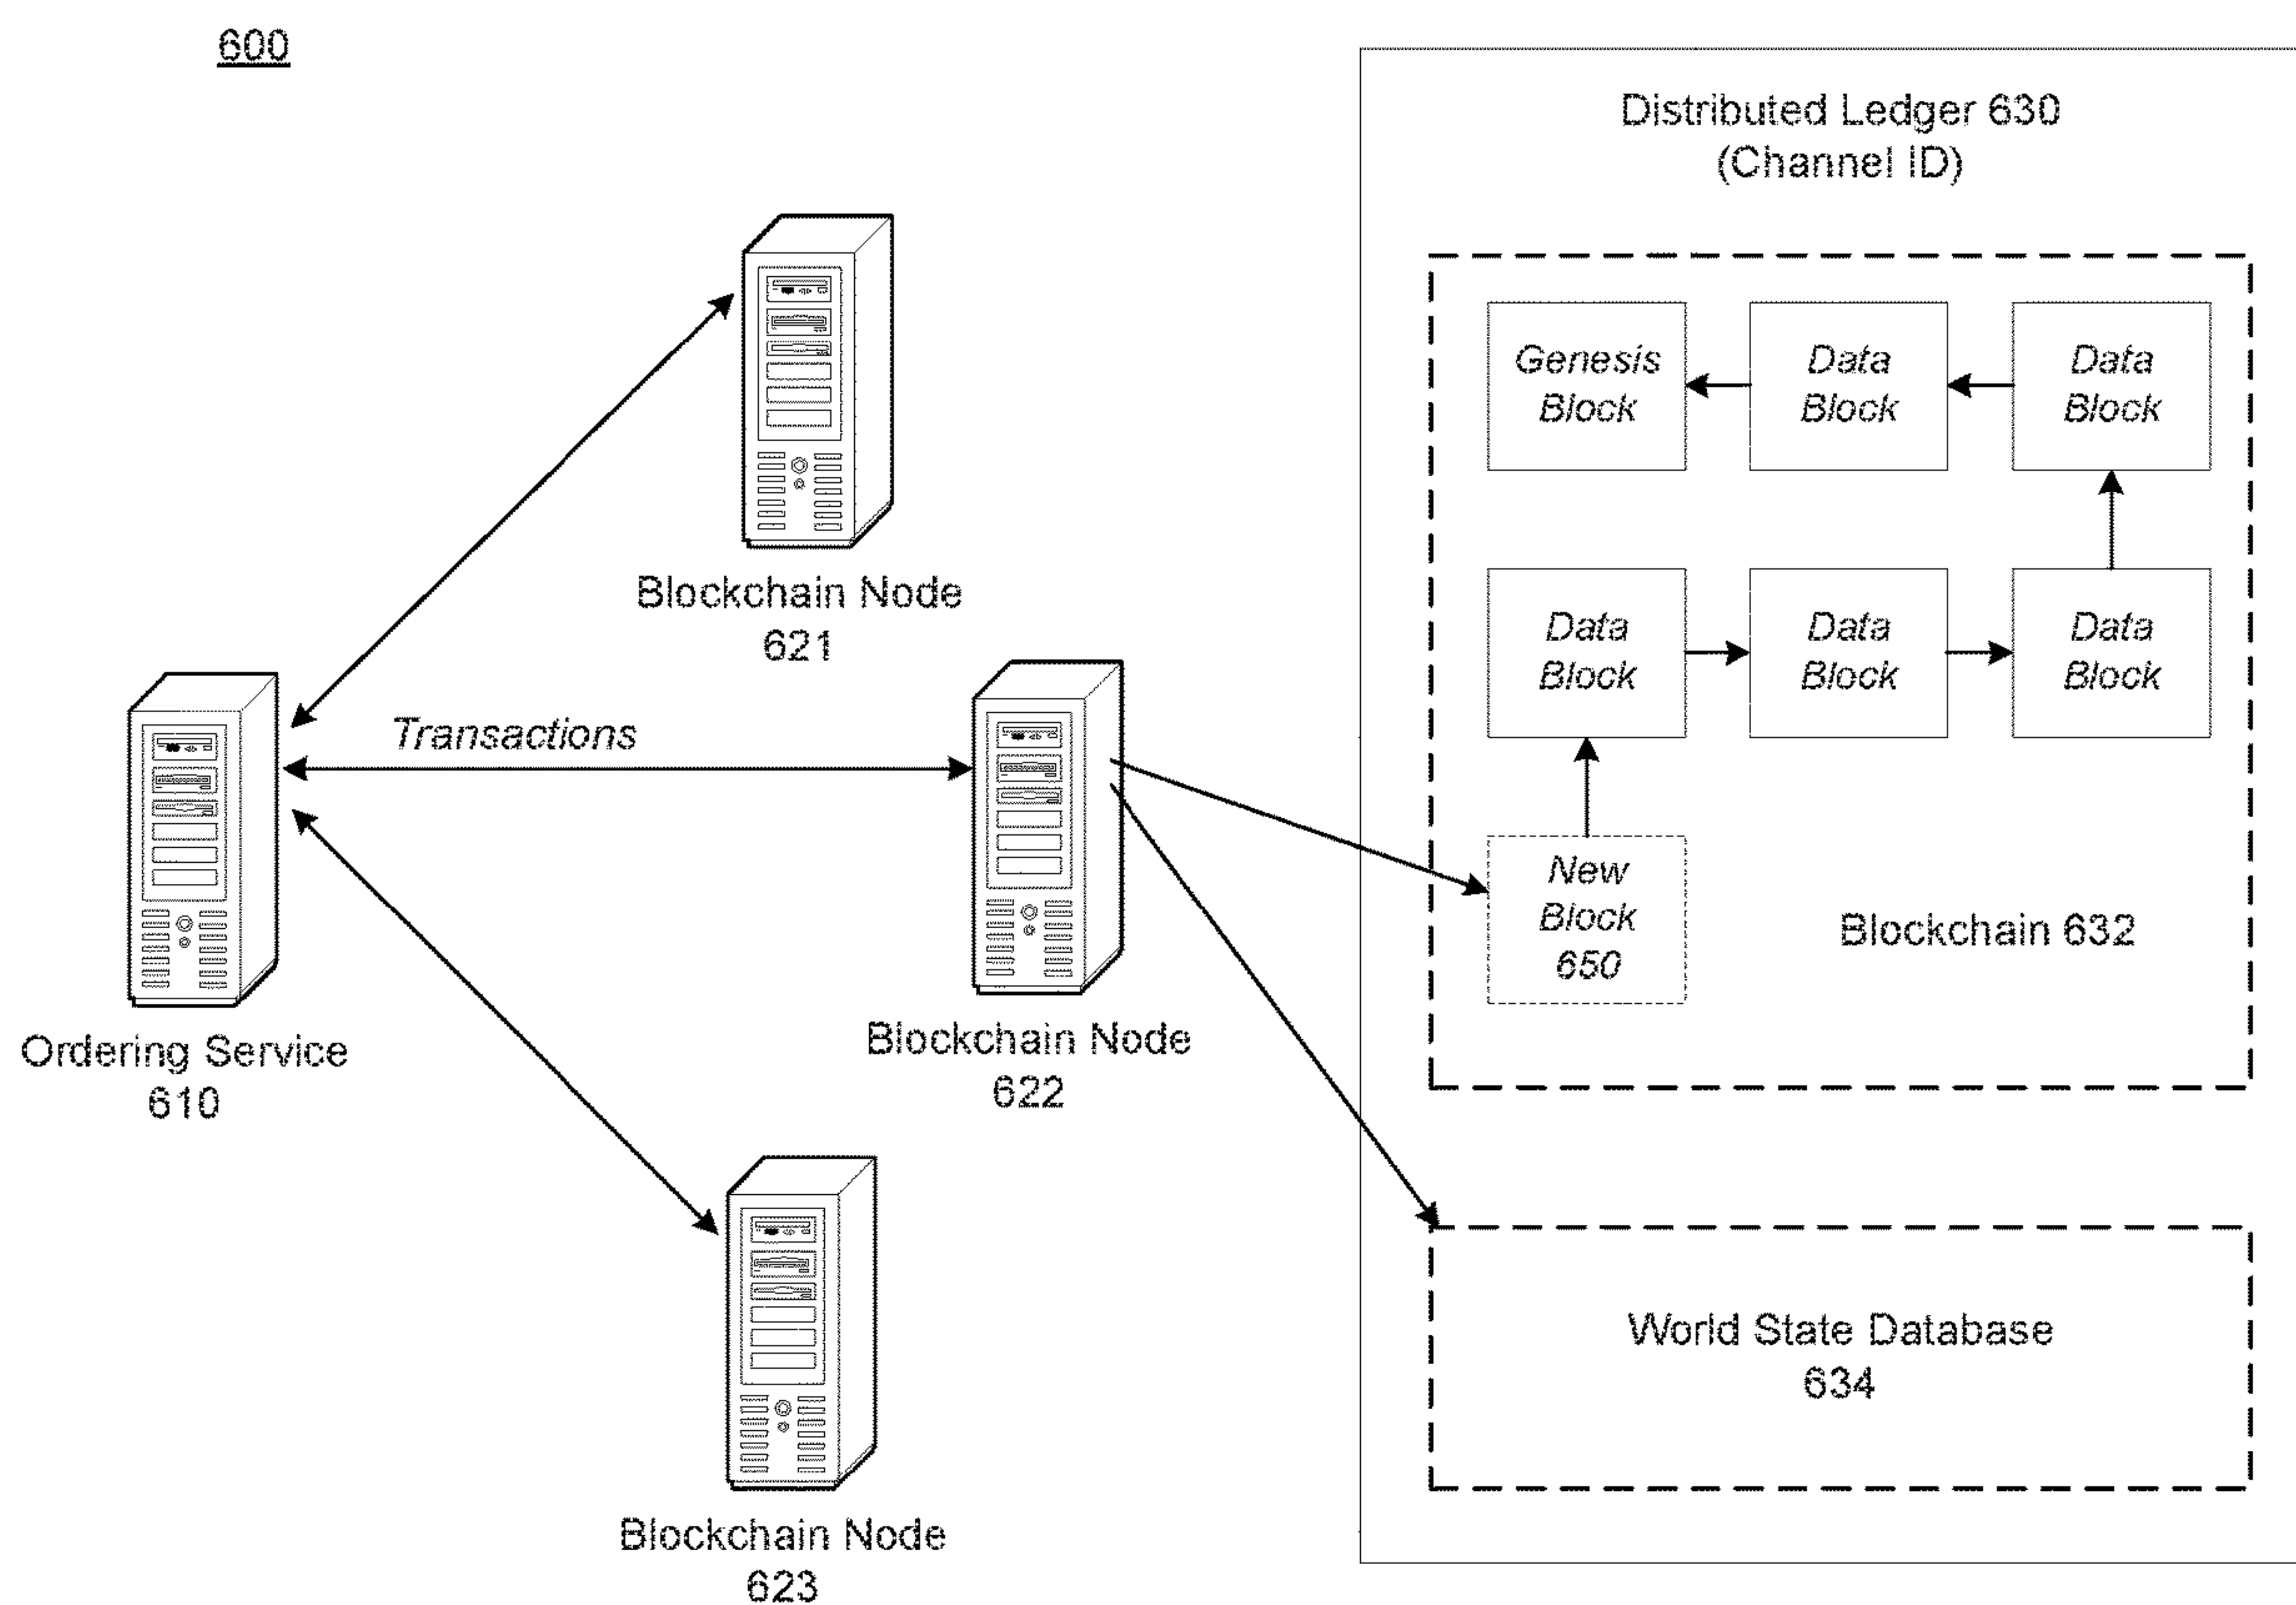 600
Distributed Ledger 630
(Channel ID)
Genesis
Block
Data
Block
Data
Block
Blockchain Node
621
Data
Block
Data
Block
Data
Block
Transactions
New
Block
650
Blockchain 632
Ordering Service
610
Blockchain Node
622
World State Database
634
Blockchain Node
623